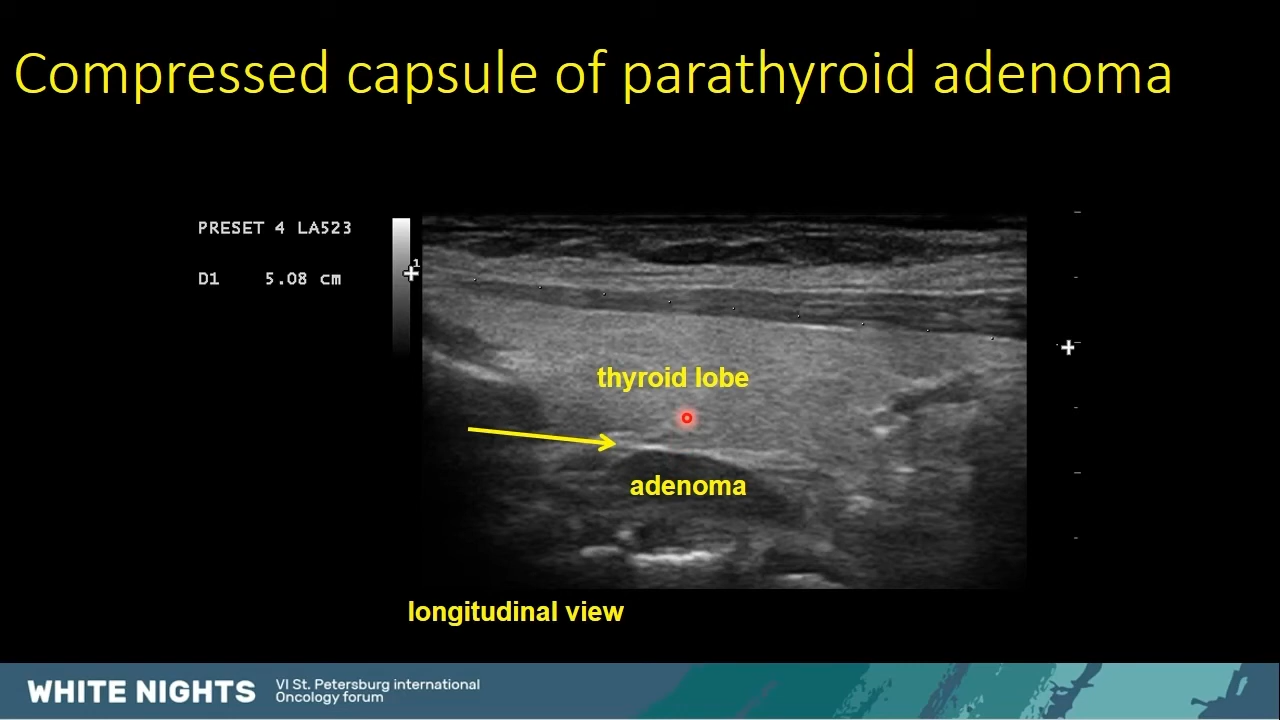 Compressed capsule of parathyroid adenoma
PRESET 4 LA523
D1 5.08 cm
1
thyroid lobe
adenoma
longitudinal view
WHITE NIGHTS
VI St. Petersburg international
Oncology forum